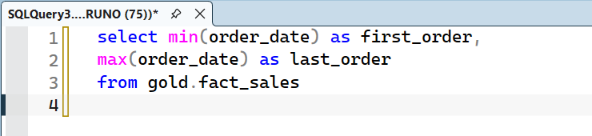 SQLQuery3....RUNO (75))*
1 select min(order_date) as first_order,
2 max(order_date) as last_order
3 from gold.fact_sales
4